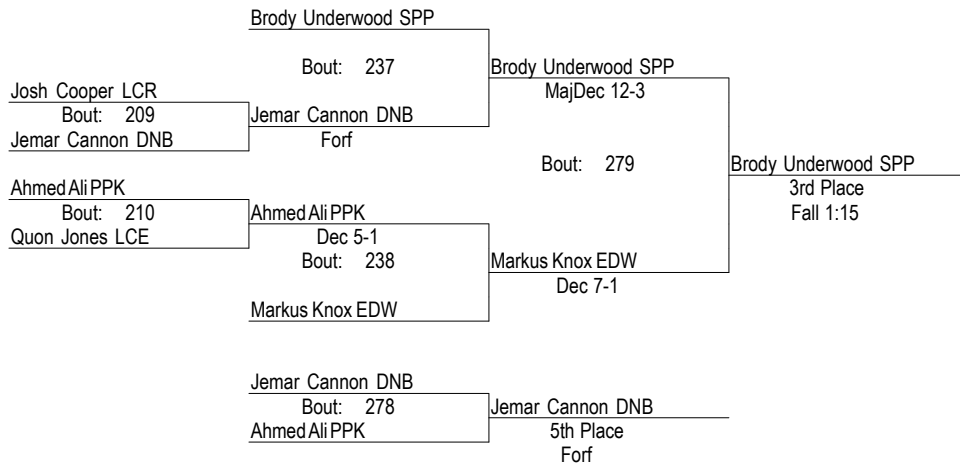 Brody Underwood SPP
Bout: 237
Brody Underwood SPP
MajDec 12-3
Josh Cooper LCR
Bout: 209
Jemar Cannon DNB
Jemar Cannon DNB
Forf
Bout: 279
Brody Underwood SPP
3rd Place
Fall 1:15
Ahmed Ali PPK
Bout: 210
Quon Jones LCE
Ahmed Ali PPK
Dec 5-1
Bout: 238
Markus Knox EDW
Dec 7-1
Markus Knox EDW
Jemar Cannon DNB
Bout: 278
Ahmed Ali PPK
Jemar Cannon DNB
5th Place
Forf